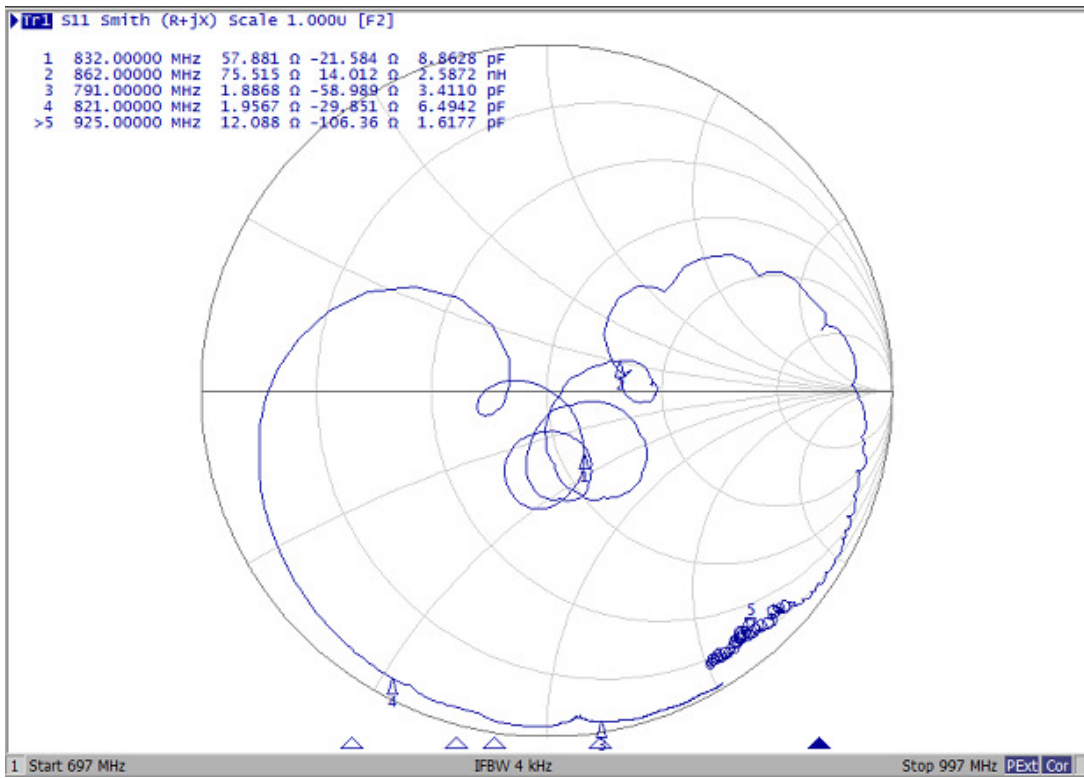 Tr1 S11 Smith (R+jX) Scale 1.000U [F2]
1 832.00000 MHz 57.881 Ω -21.584 Ω 8.8628 pF
2 862.00000 MHz 75.515 Ω 14.012 Ω 2.5872 nH
3 791.00000 MHz 1.8868 Ω -58.989 Ω 3.4110 pF
4 821.00000 MHz 1.9567 Ω -29.851 Ω 6.4942 pF
>5 925.00000 MHz 12.088 Ω -106.36 Ω 1.6177 pF
1
5
4
3
1 Start 697 MHz IFBW 4 kHz Stop 997 MHz PExt Cor